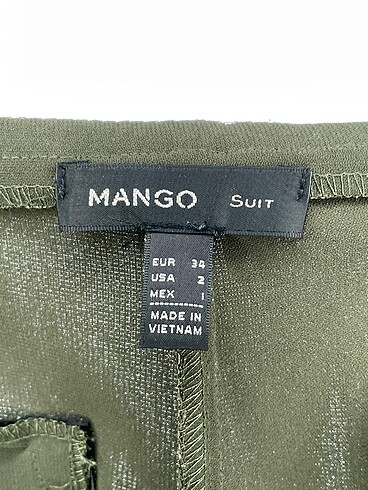 MANGO SUIT
EUR 34
USA 2
MEX 1
MADE IN
VIETNAM